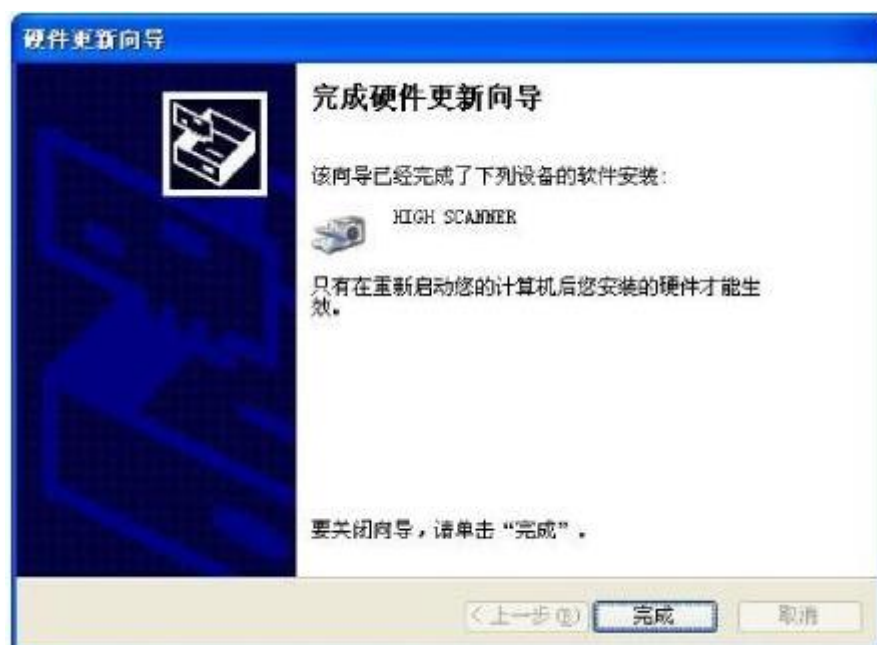 硬件更新向导
完成硬件更新向导
该向导已经完成了下列设备的软件安装:
HIGH SCANNER
只有在重新启动您的计算机后您安装的硬件才能生
效。
要关闭向导,请单击“完成”。
<上一步(B) 完成 取消